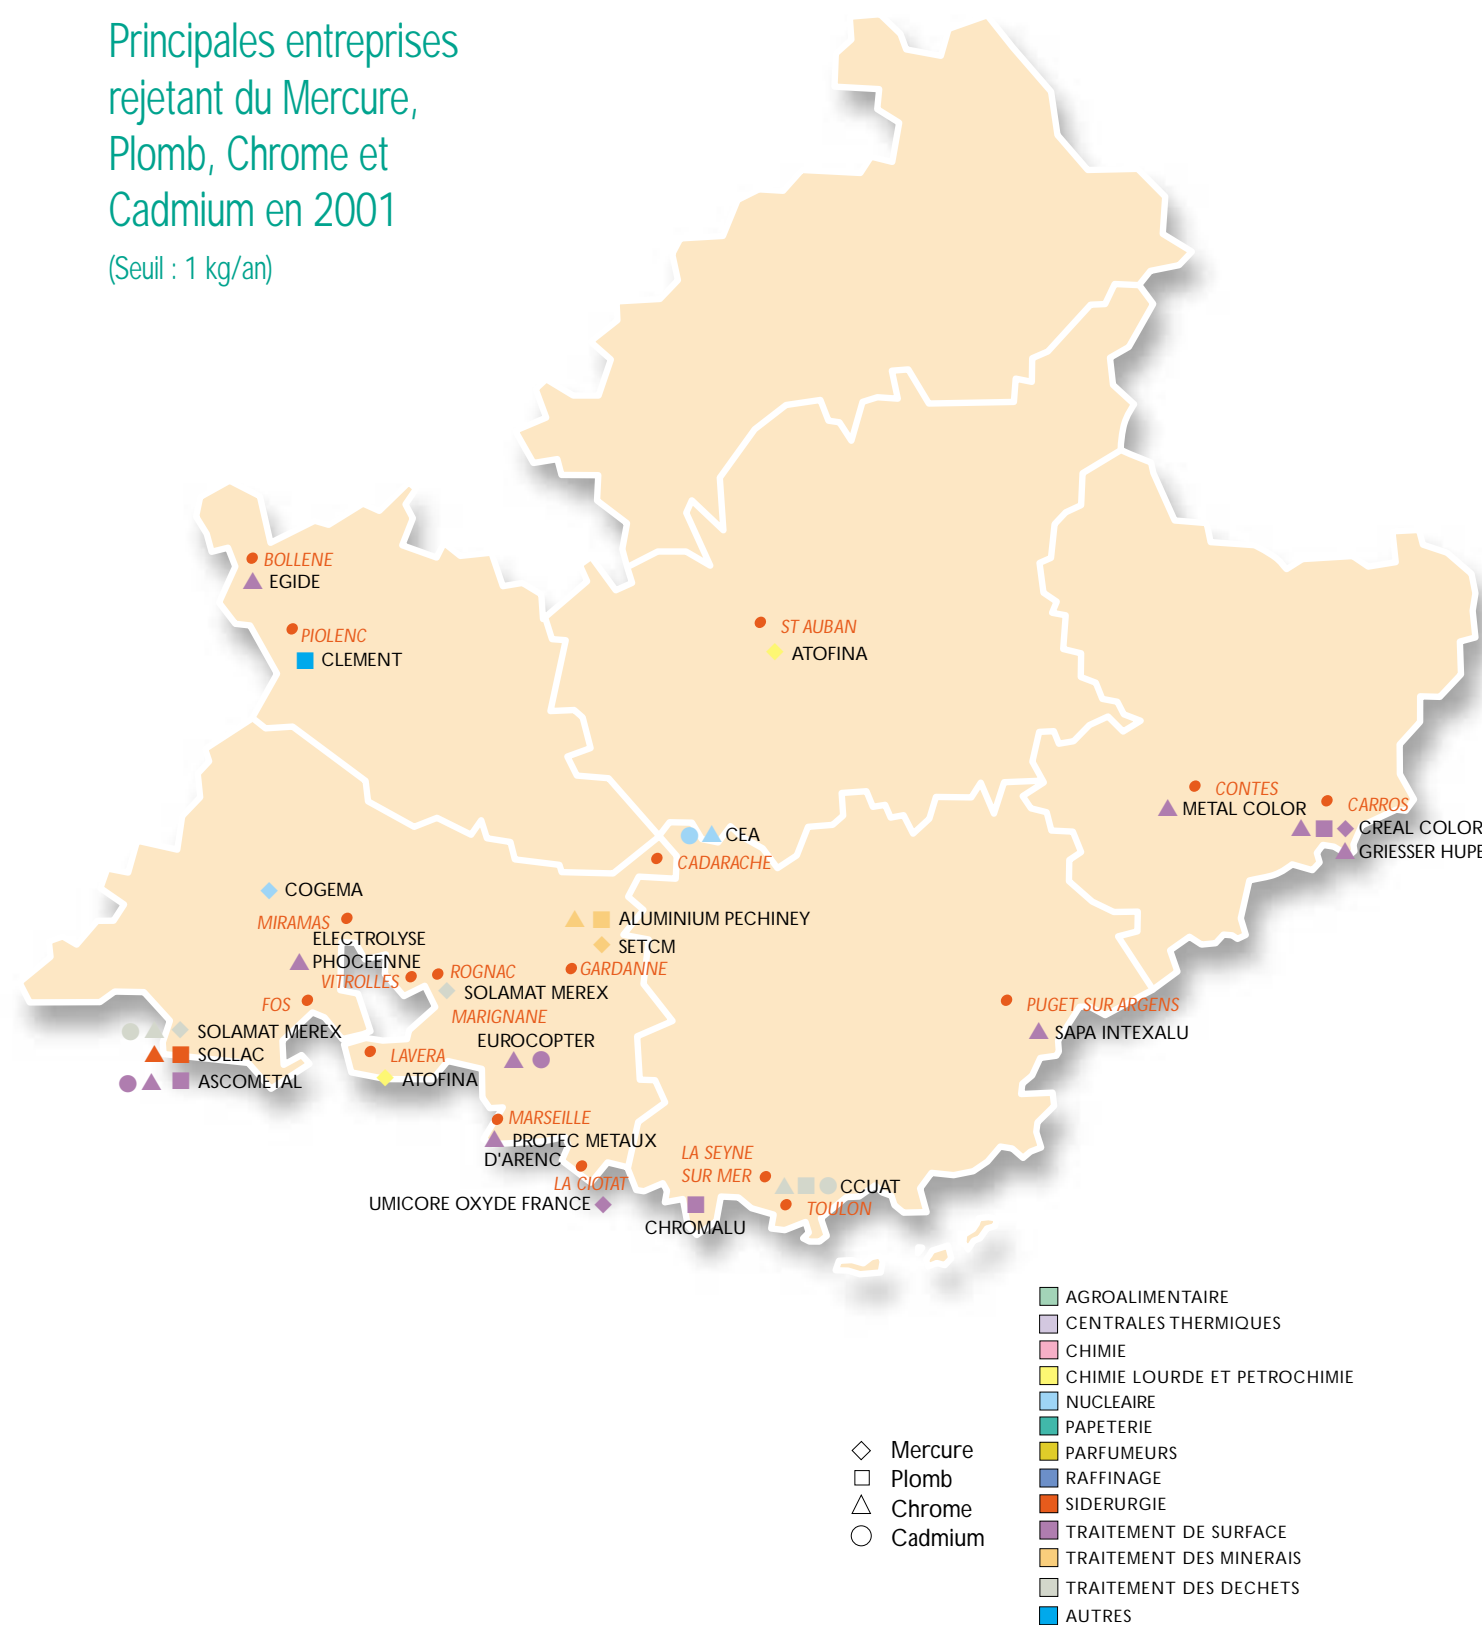 Principales entreprises
rejetant du Mercure,
Plomb, Chrome et
Cadmium en 2001
(Seuil : 1 kg/an)
BOLLENE
EGIDE
PIOLENC
CLEMENT
ST AUBAN
ATOFINA
CONTES
METAL COLOR
CARROS
CREAL COLOR
GRIESSER HUPE
CEA
CADARACHE
COGEMA
MIRAMAS
ELECTROLYSE
PHOCEENNE
VITROLLES
ROGNAC
SOLAMAT MEREX
ALUMINIUM PECHINEY
SETCM
GARDANNE
FOS
SOLAMAT MEREX
SOLLAC
ASCOMETAL
MARIGNANE
EUROCOPTER
LAVERA
ATOFINA
PUGET SUR ARGENS
SAPA INTEXALU
MARSEILLE
PROTEC METAUX
D'ARENC
LA CIOTAT
UMICORE OXYDE FRANCE
LA SEYNE
SUR MER
CCUAT
TOULON
CHROMALU
Mercure
Plomb
Chrome
Cadmium
AGROALIMENTAIRE
CENTRALES THERMIQUES
CHIMIE
CHIMIE LOURDE ET PETROCHIMIE
NUCLEAIRE
PAPETERIE
PARFUMEURS
RAFFINAGE
SIDERURGIE
TRAITEMENT DE SURFACE
TRAITEMENT DES MINERAIS
TRAITEMENT DES DECHETS
AUTRES